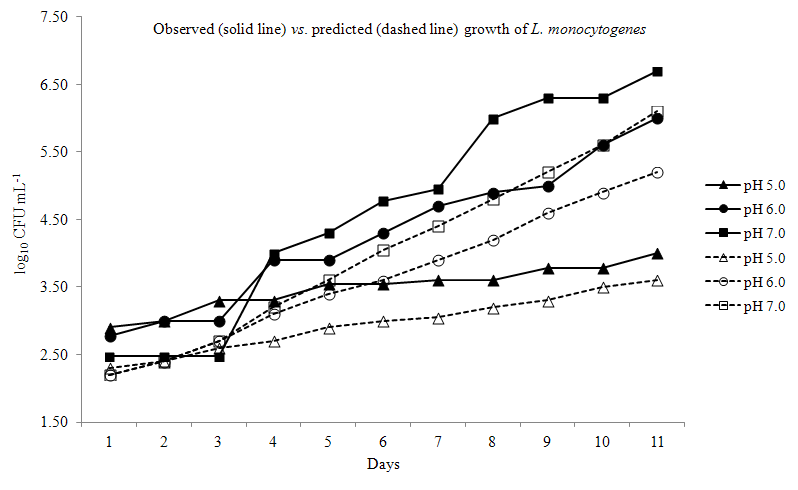 Observed (solid line) vs. predicted (dashed line) growth of L. monocytogenes
log10 CFU mL-1
7.50
6.50
5.50
4.50
3.50
2.50
1.50
1 2 3 4 5 6 7 8 9 10 11
Days
pH 5.0
pH 6.0
pH 7.0
pH 5.0
pH 6.0
pH 7.0